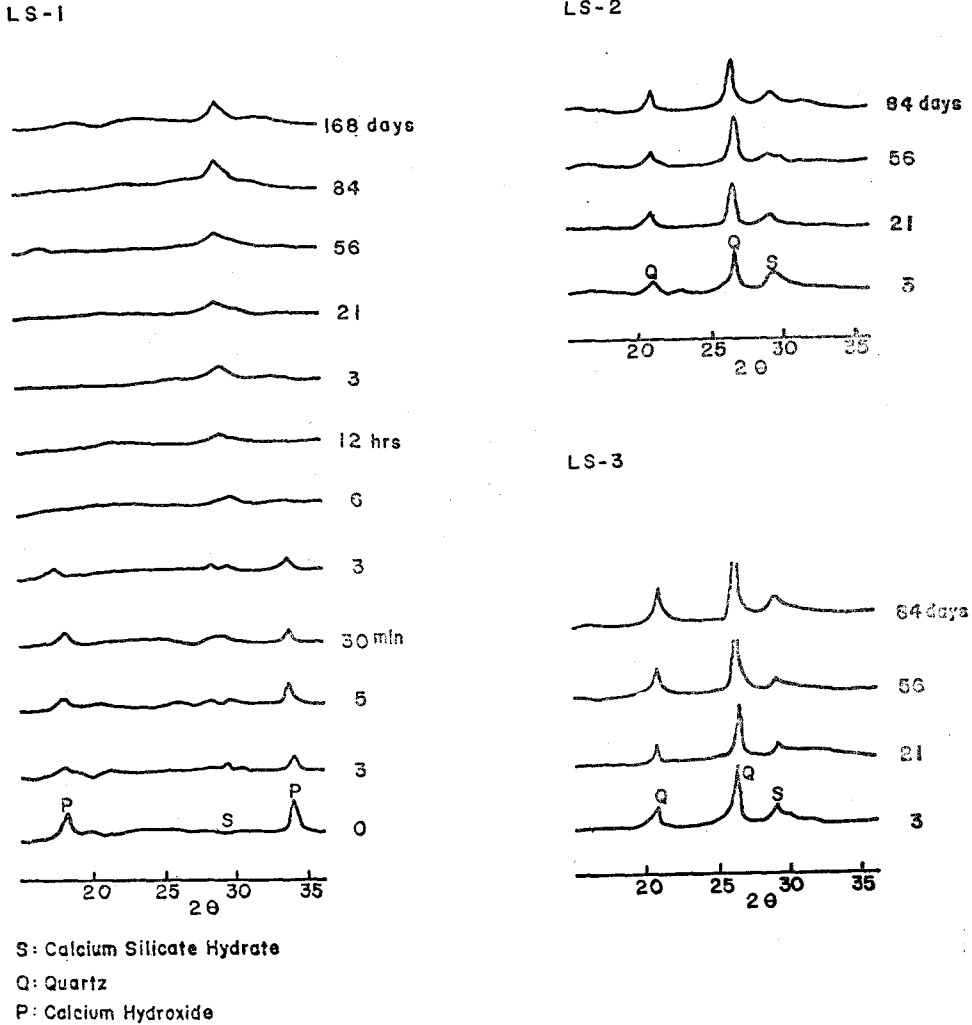 LS-1
168 days
84
56
21
3
12 hrs
6
3
30 min
5
3
P
S
P
0
20 25 30 35
2θ
S: Calcium Silicate Hydrate
Q: Quartz
P: Calcium Hydroxide
LS-2
84 days
56
21
Q
Q
S
3
20 25 30 35
2θ
LS-3
84 days
56
21
Q
Q
S
3
20 25 30 35
2θ